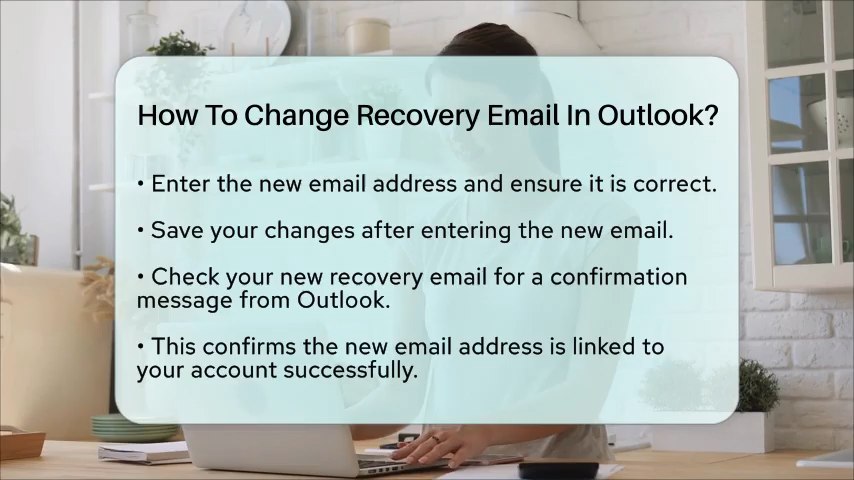 How To Change Recovery Email In Outlook?
• Enter the new email address and ensure it is correct.
• Save your changes after entering the new email.
• Check your new recovery email for a confirmation
message from Outlook.
• This confirms the new email address is linked to
your account successfully.